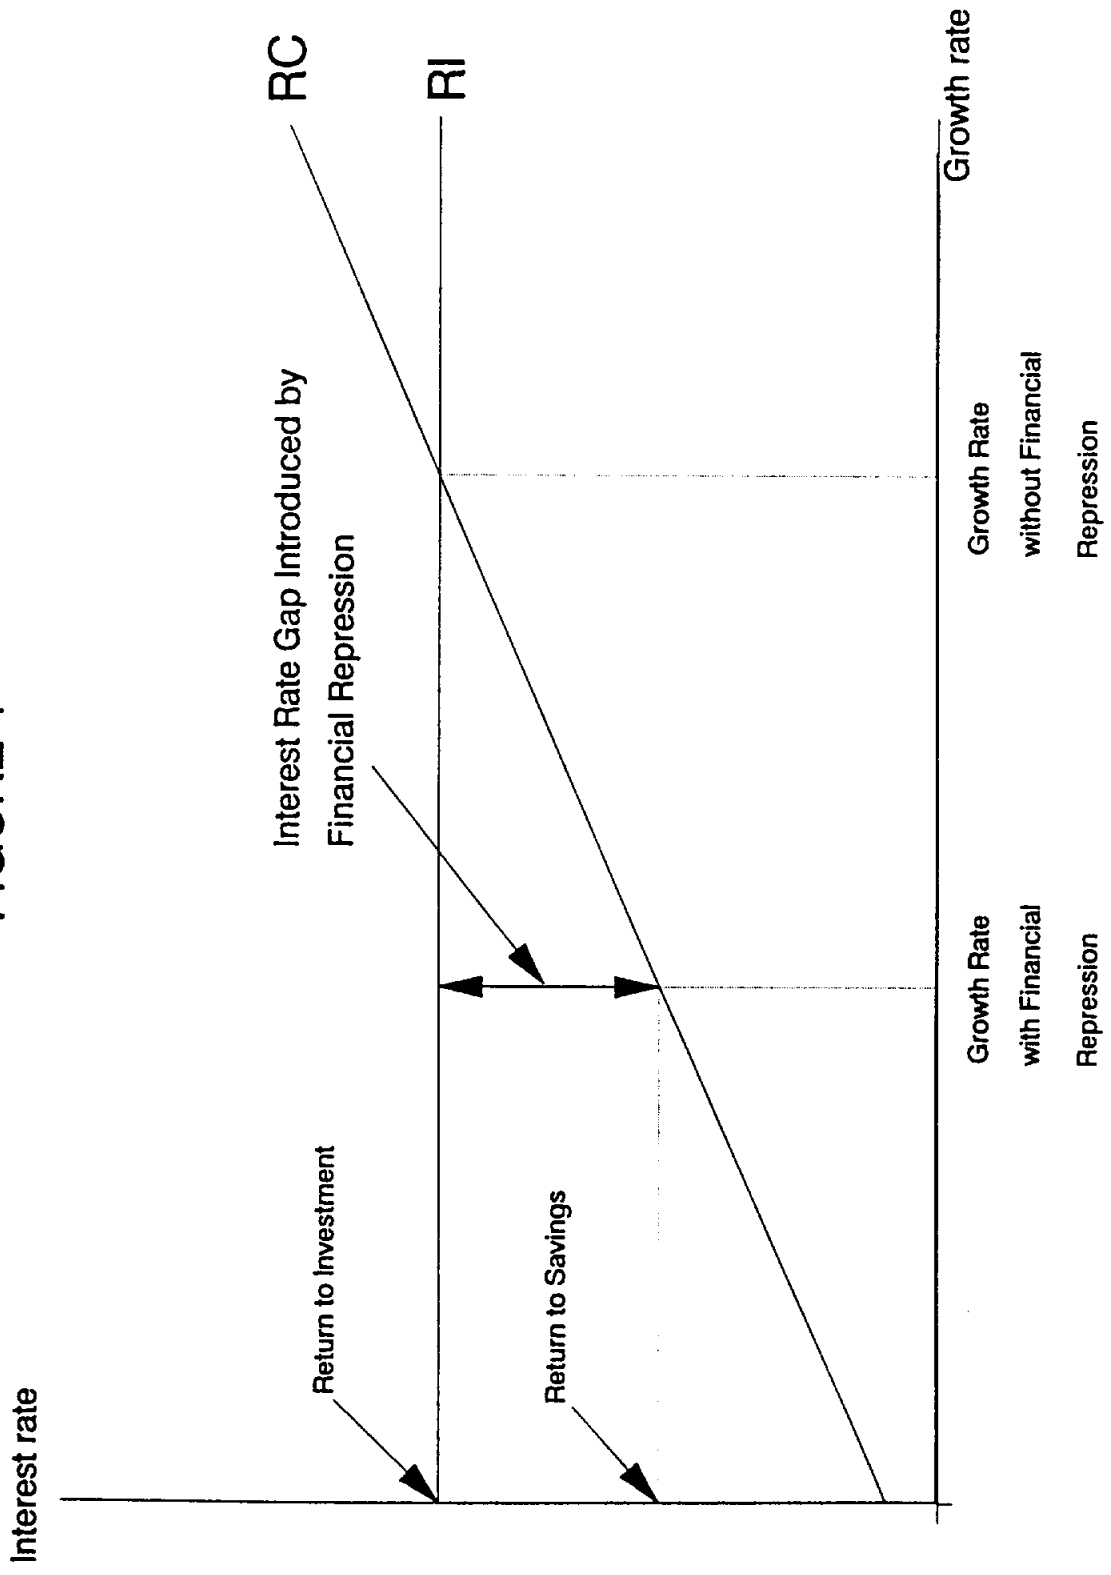 Interest rate
RC
RI
Interest Rate Gap Introduced by
Financial Repression
Return to Investment
Return to Savings
Growth rate
Growth Rate
with Financial
Repression
Growth Rate
without Financial
Repression